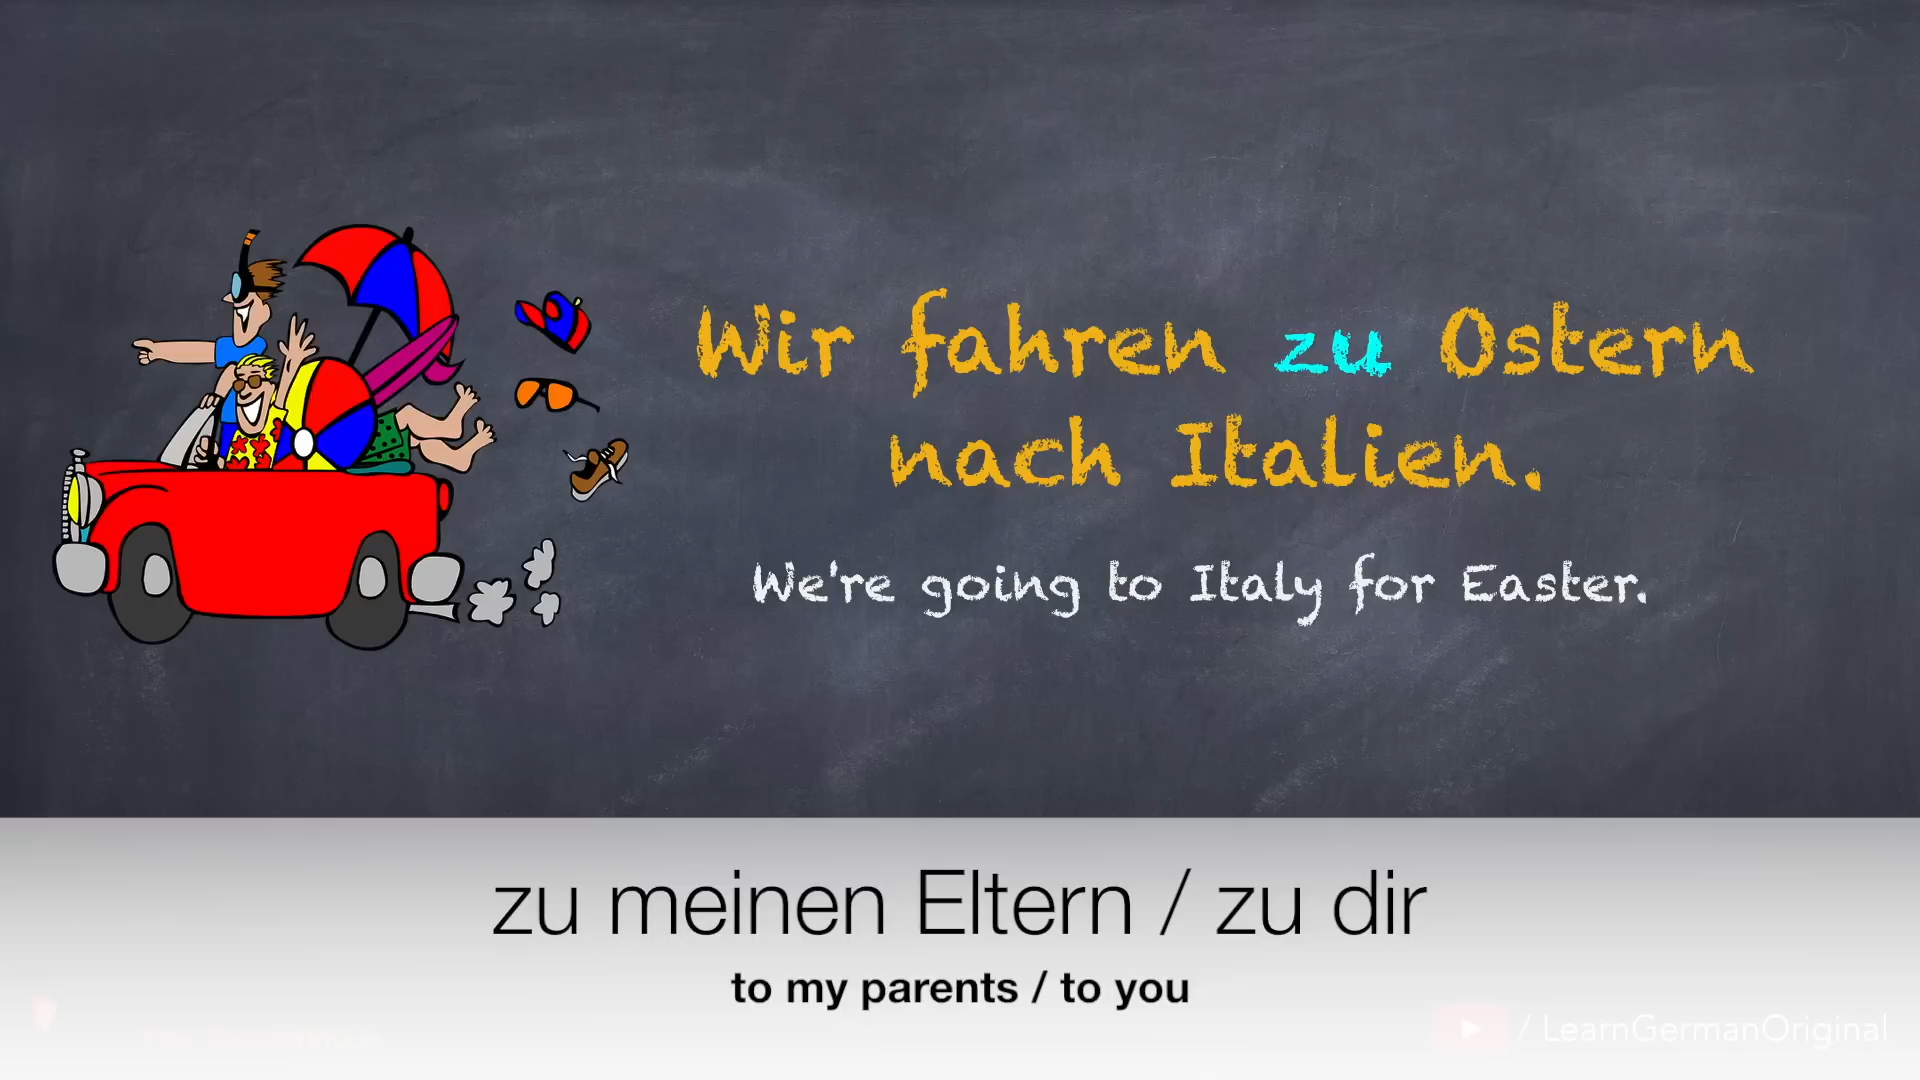 Wir fahren zu Ostern
nach Italien.
We're going to Italy for Easter.
zu meinen Eltern / zu dir
to my parents / to you
/ LearnGermanOriginal